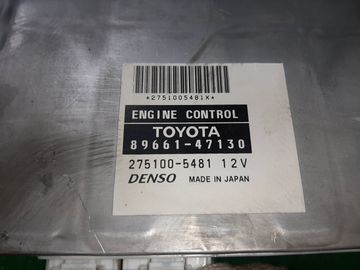 *2751005481X*
ENGINE CONTROL
TOYOTA
89661-47130
275100-5481 12V
DENSO MADE IN JAPAN